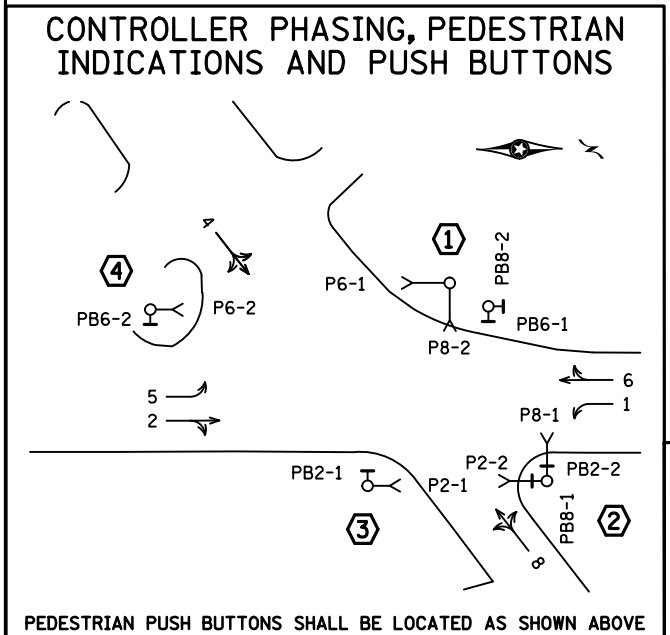 CONTROLLER PHASING, PEDESTRIAN
INDICATIONS AND PUSH BUTTONS
N
4
1
4
PB8-2
P6-1
P6-2
PB6-2
PB6-1
P8-2
5
6
2
1
P8-1
PB2-1
P2-2
PB2-2
P2-1
PB8-1
2
3
8
PEDESTRIAN PUSH BUTTONS SHALL BE LOCATED AS SHOWN ABOVE